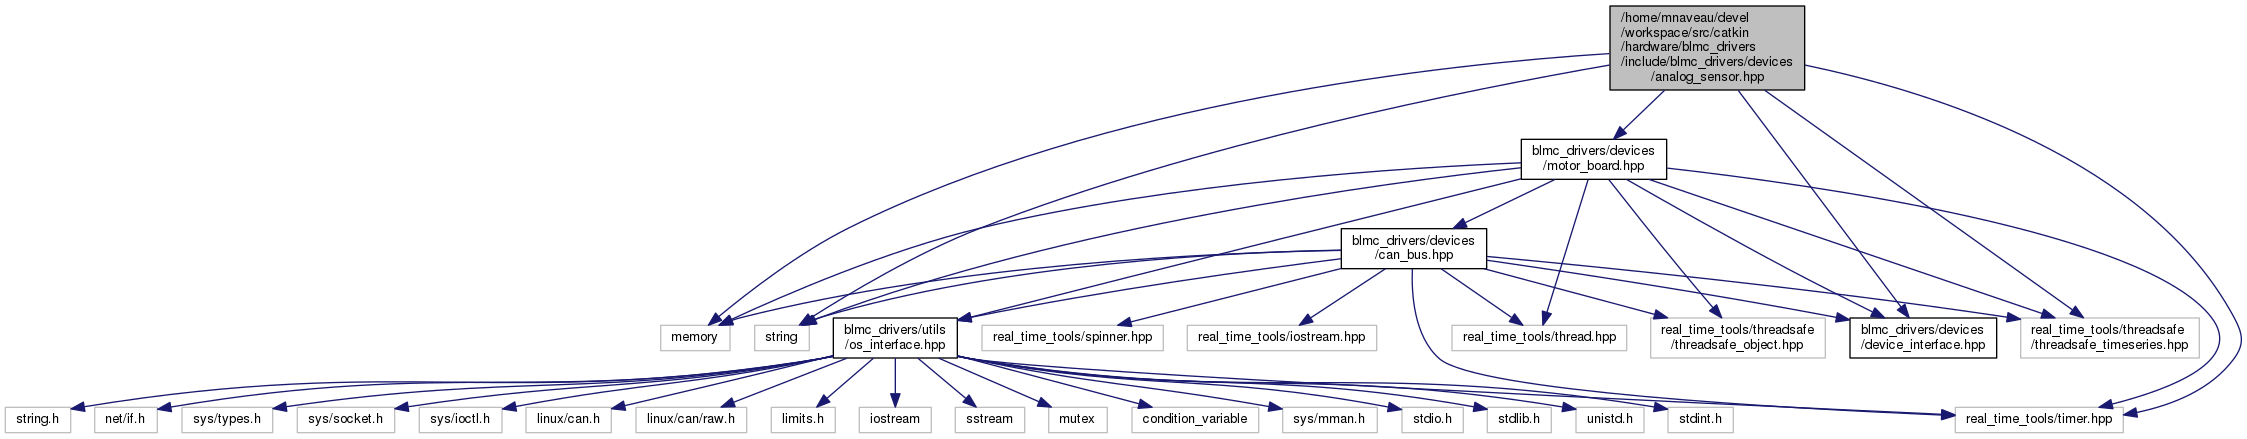 /home/mnaveau/devel
/workspace/src/catkin
/hardware/blmc_drivers
/include/blmc_drivers/devices
/analog_sensor.hpp
blmc_drivers/devices
/motor_board.hpp
blmc_drivers/devices
/can_bus.hpp
memory
string
blmc_drivers/utils
/os_interface.hpp
real_time_tools/spinner.hpp
real_time_tools/iostream.hpp
real_time_tools/thread.hpp
real_time_tools/threadsafe
/threadsafe_object.hpp
blmc_drivers/devices
/device_interface.hpp
real_time_tools/threadsafe
/threadsafe_timeseries.hpp
string.h
net/if.h
sys/types.h
sys/socket.h
sys/ioctl.h
linux/can.h
linux/can/raw.h
limits.h
iostream
sstream
mutex
condition_variable
sys/mman.h
stdio.h
stdlib.h
unistd.h
stdint.h
real_time_tools/timer.hpp